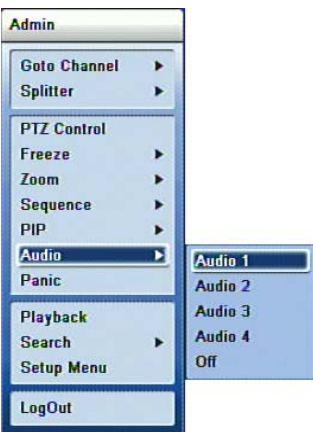 Admin
Goto Channel
Splitter
PTZ Control
Freeze
Zoom
Sequence
PIP
Audio
Panic
Playback
Search
Setup Menu
LogOut
Audio 1
Audio 2
Audio 3
Audio 4
Off